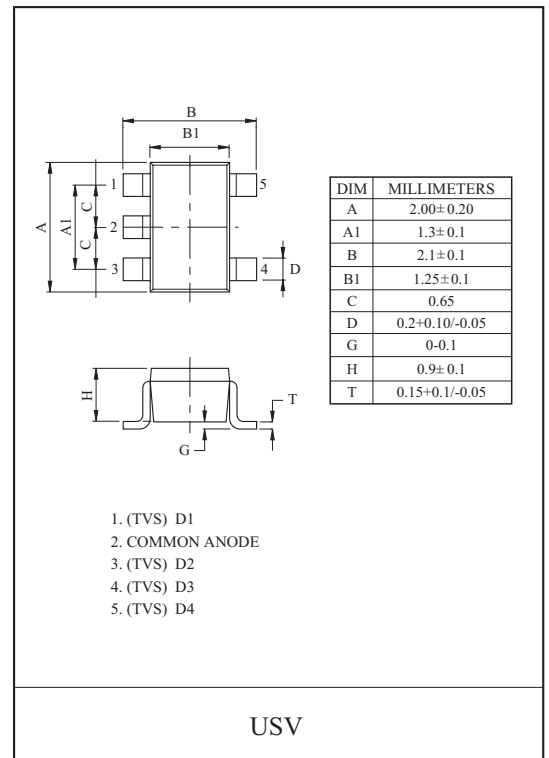 B
B1
1 5
A A1 C C 2
3 4 D
H T
G
DIM MILLIMETERS
A 2.00±0.20
A1 1.3±0.1
B 2.1±0.1
B1 1.25±0.1
C 0.65
D 0.2+0.10/-0.05
G 0-0.1
H 0.9±0.1
T 0.15+0.1/-0.05
1. (TVS) D1
2. COMMON ANODE
3. (TVS) D2
4. (TVS) D3
5. (TVS) D4
USV